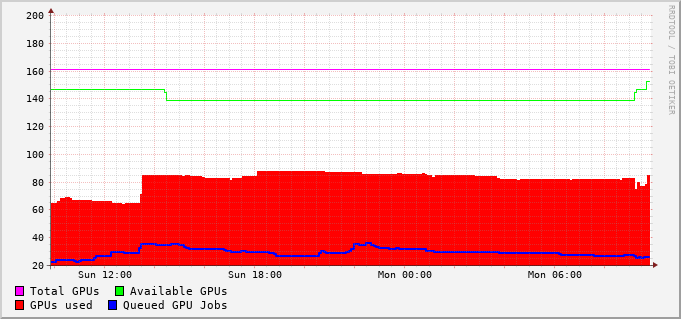 RRDTOOL / TOBI OETIKER
200
180
160
140
120
100
80
60
40
20
Sun 12:00 Sun 18:00 Mon 00:00 Mon 06:00
Total GPUs Available GPUs
GPUs used Queued GPU Jobs